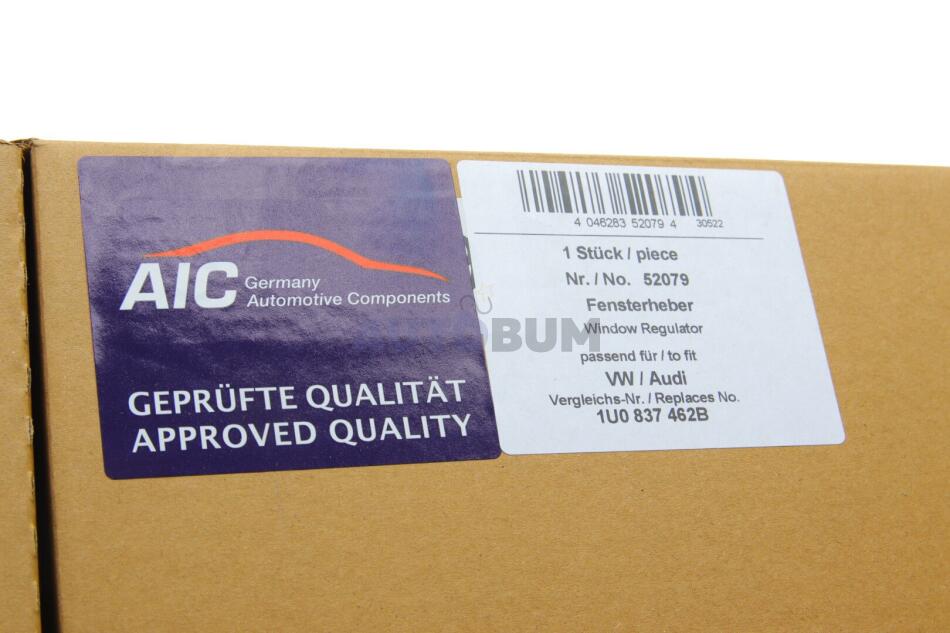 AIC
Germany
Automotive Components
GEPRÜFTE QUALITÄT
APPROVED QUALITY
4 046283 52079 4 30522
1 Stück / piece
Nr. / No. 52079
Fensterheber
Window Regulator
passend für / to fit
VW / Audi
Vergleichs-Nr. / Replaces No.
1U0 837 462B
AUTOBUM